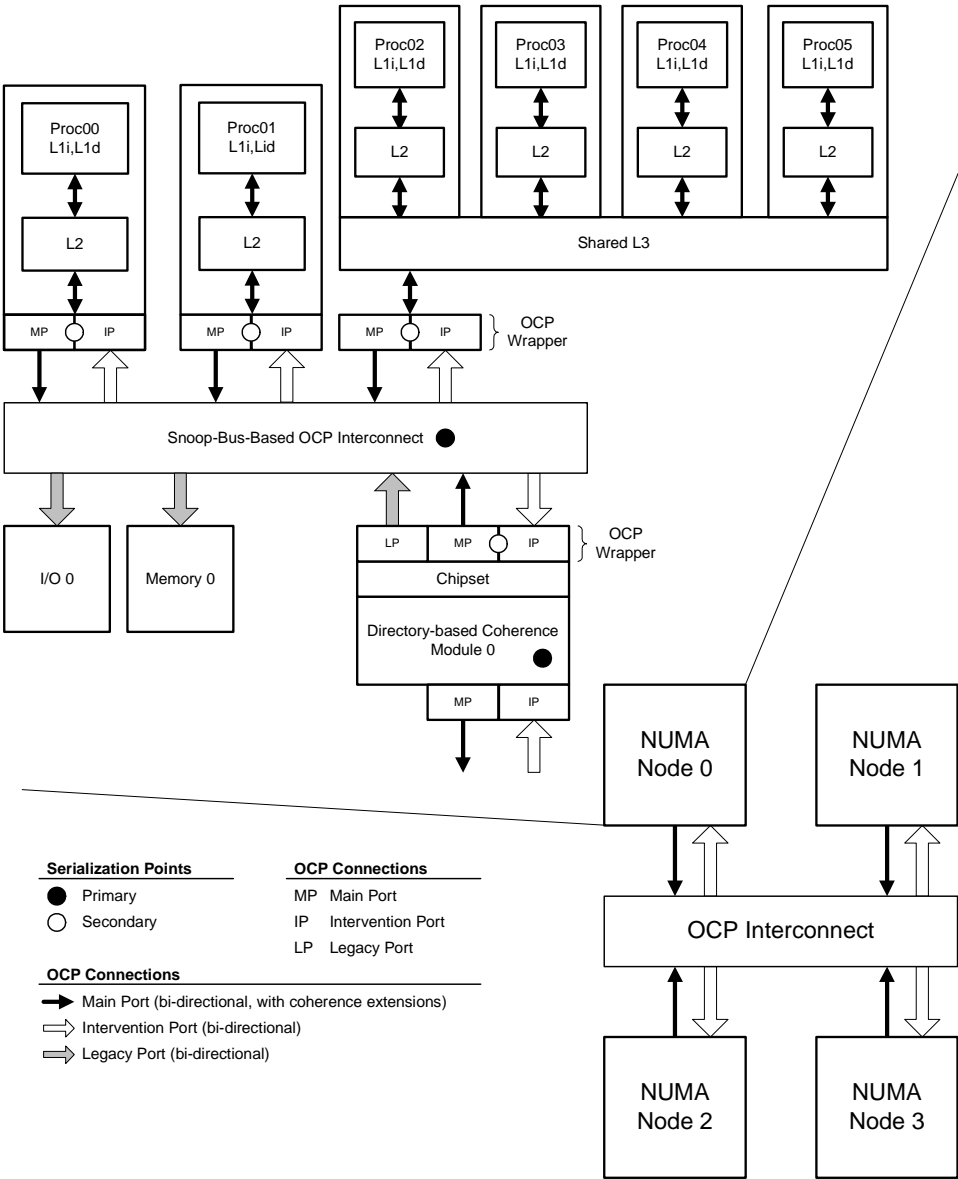 Proc02
L1i,L1d
Proc03
L1i,L1d
Proc04
L1i,L1d
Proc05
L1i,L1d
Proc00
L1i,L1d
Proc01
L1i,Lid
L2
L2
L2
L2
L2
L2
Shared L3
MP
IP
MP
IP
MP
IP
OCP
Wrapper
Snoop-Bus-Based OCP Interconnect
I/O 0
Memory 0
LP
MP
IP
OCP
Wrapper
Chipset
Directory-based Coherence
Module 0
MP
IP
NUMA
Node 0
NUMA
Node 1
OCP Interconnect
NUMA
Node 2
NUMA
Node 3
Serialization Points
Primary
Secondary
OCP Connections
MP Main Port
IP Intervention Port
LP Legacy Port
OCP Connections
Main Port (bi-directional, with coherence extensions)
Intervention Port (bi-directional)
Legacy Port (bi-directional)